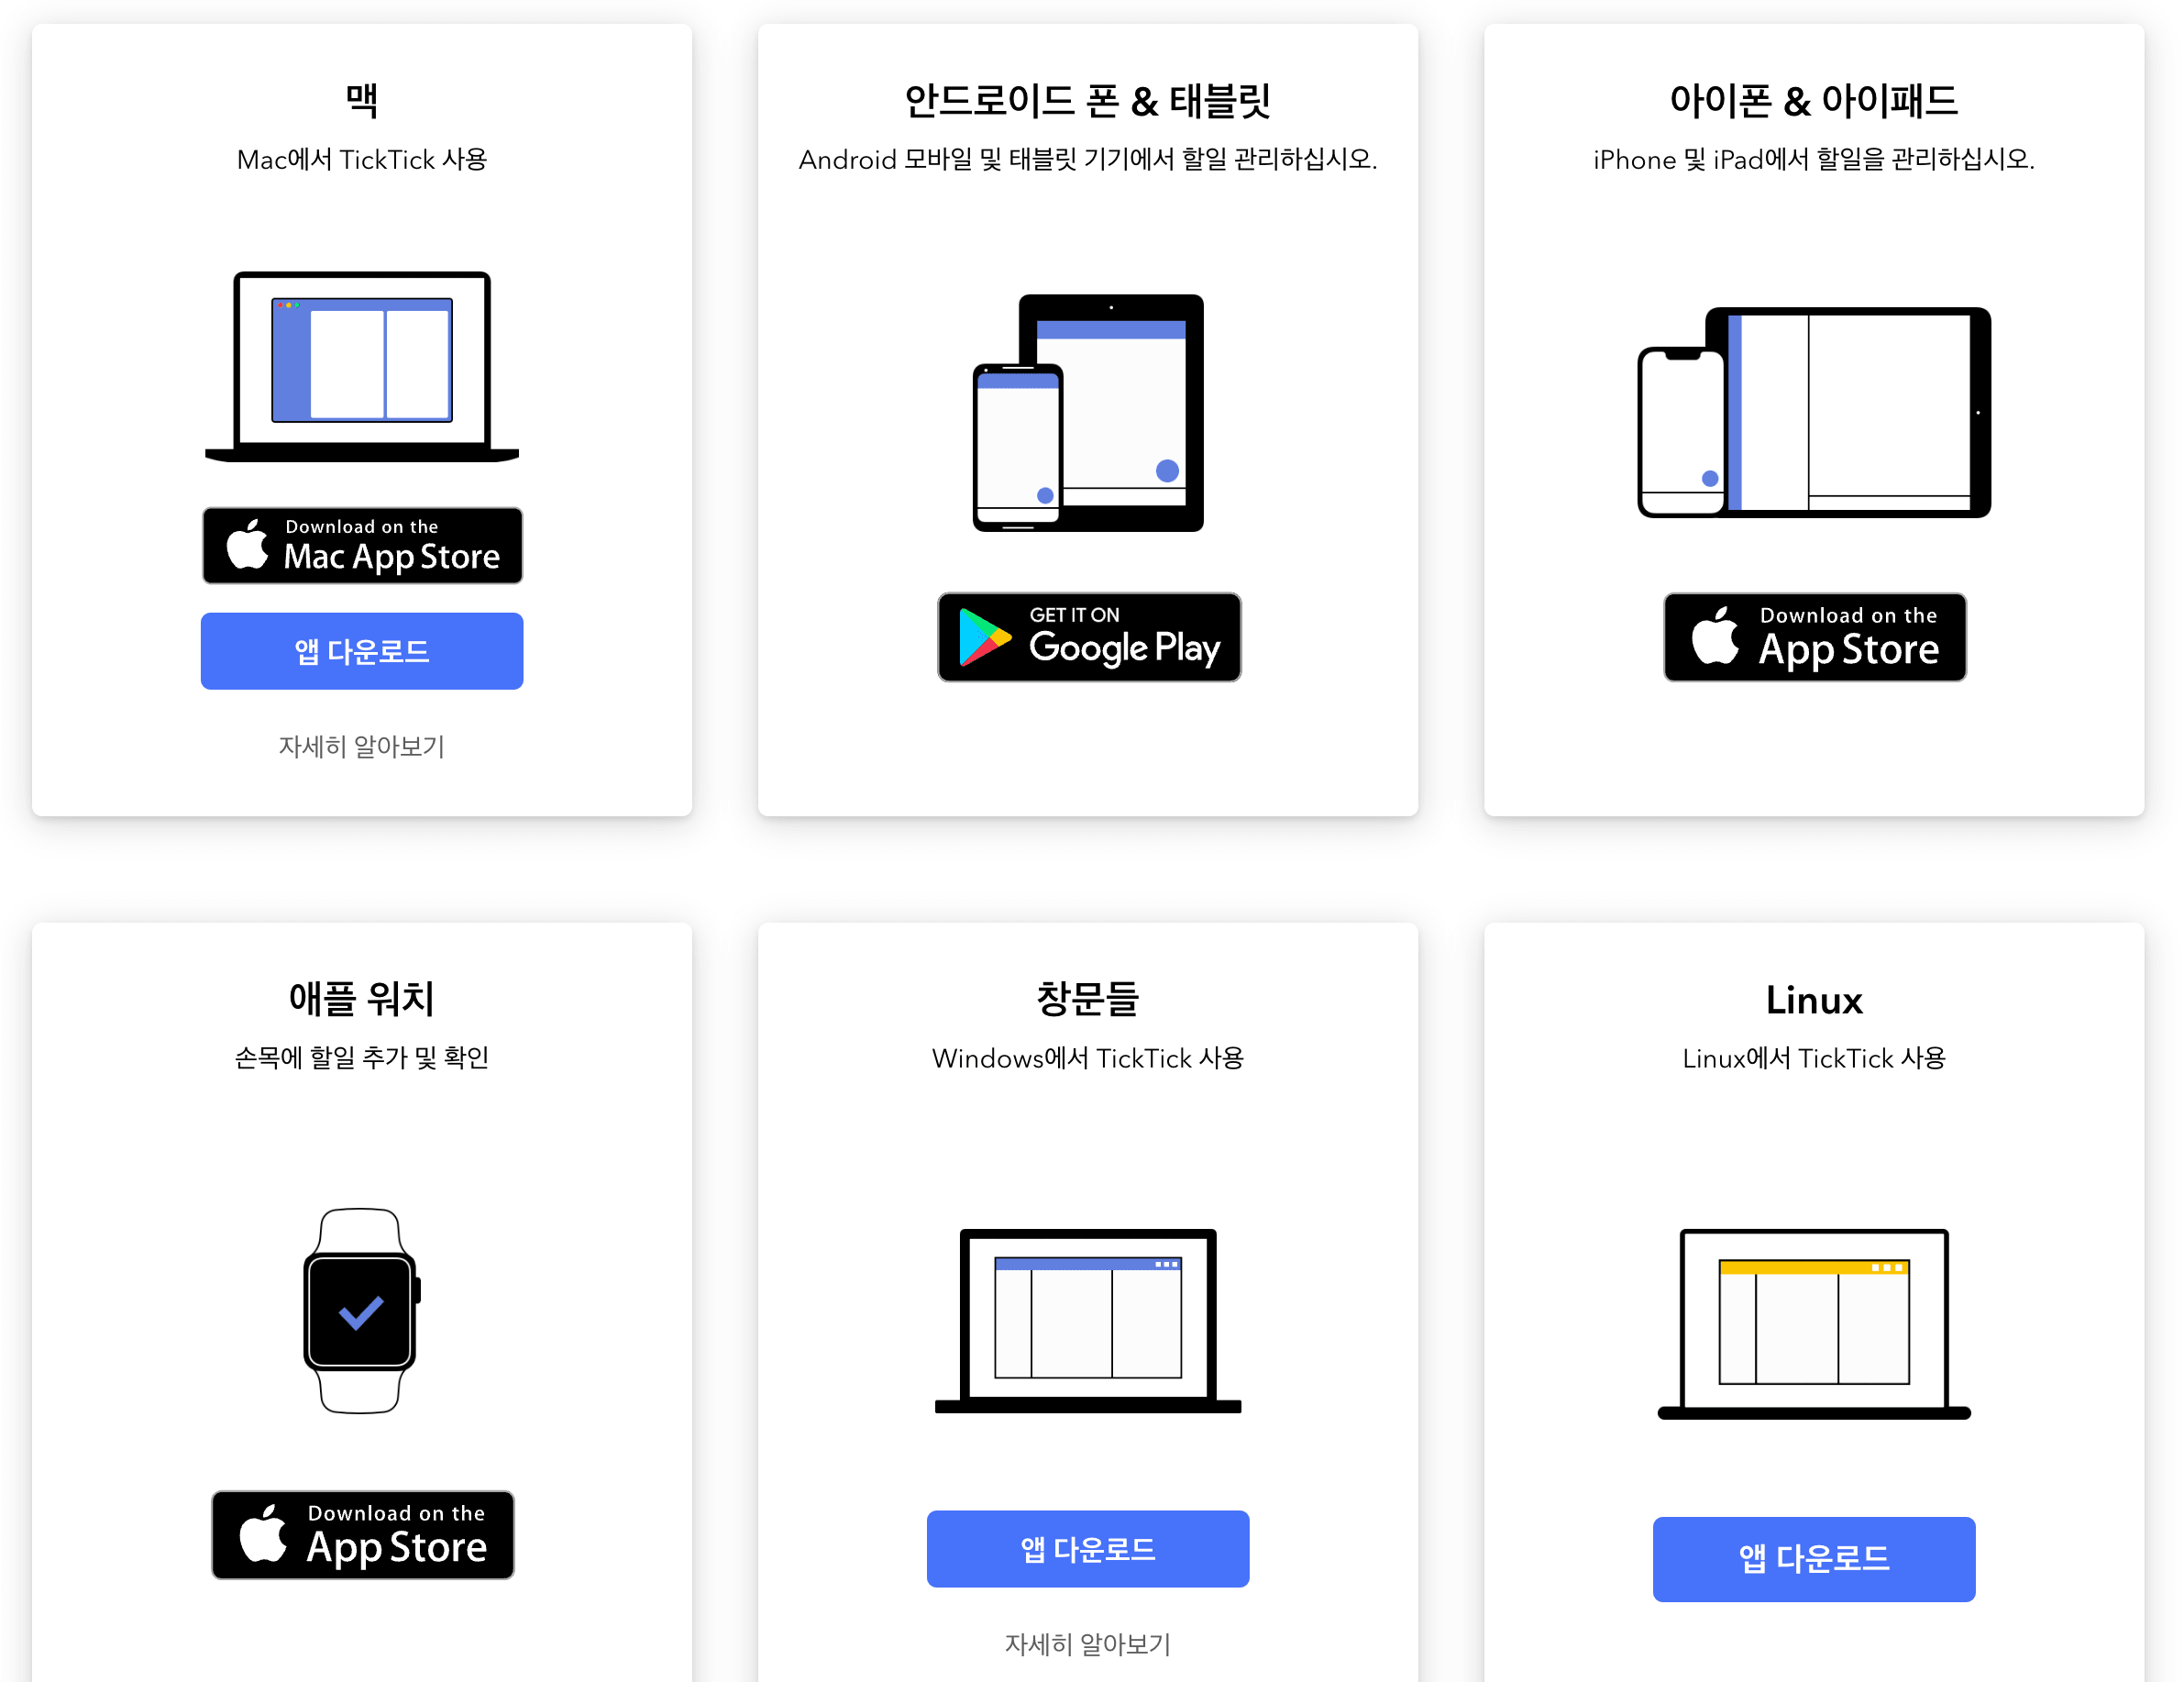 맥
Mac에서 TickTick 사용
Download on the
Mac App Store
앱 다운로드
자세히 알아보기
안드로이드 폰 & 태블릿
Android 모바일 및 태블릿 기기에서 할일 관리하십시오.
GET IT ON
Google Play
아이폰 & 아이패드
iPhone 및 iPad에서 할일을 관리하십시오.
Download on the
App Store
애플 워치
손목에 할일 추가 및 확인
Download on the
App Store
창문들
Windows에서 TickTick 사용
앱 다운로드
자세히 알아보기
Linux
Linux에서 TickTick 사용
앱 다운로드